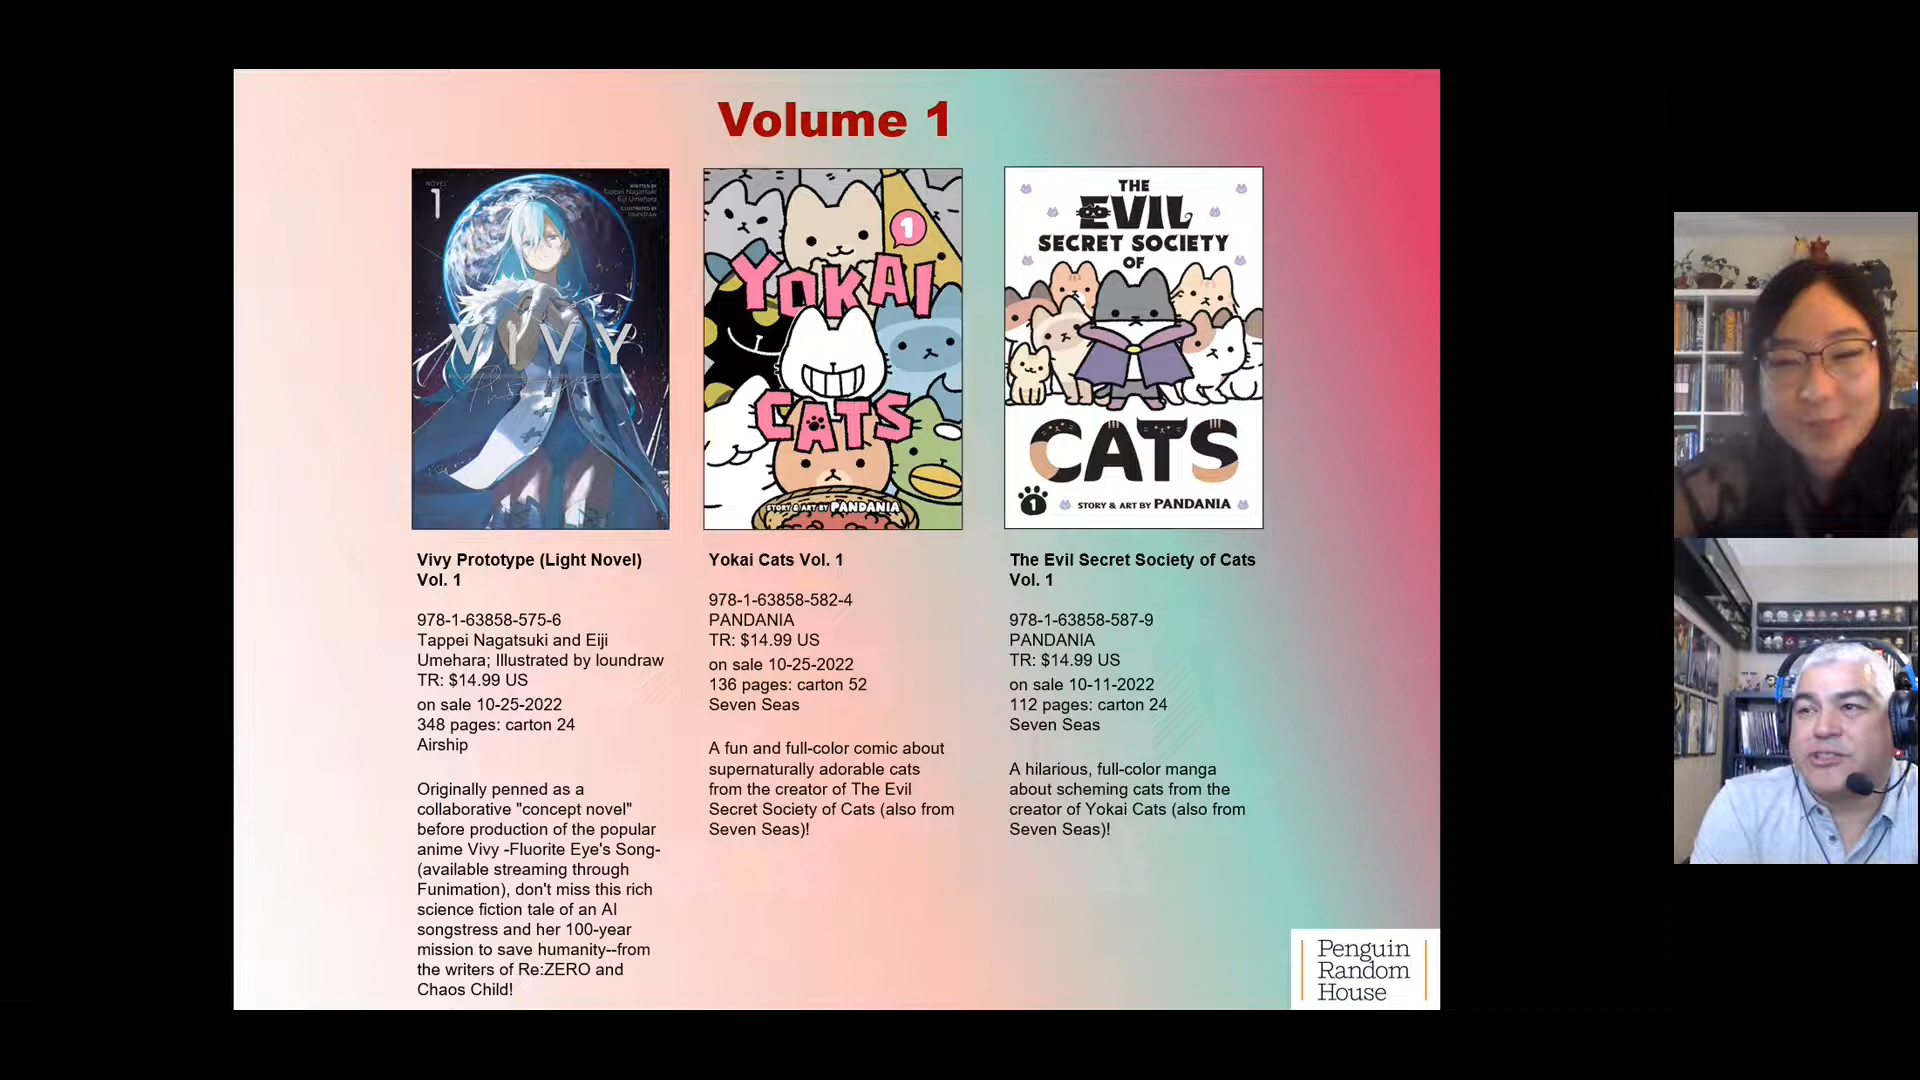 Volume 1
NOVEL
1
WRITTEN BY
Tappei Nagatsuki
Eiji Umehara
ILLUSTRATED BY
loundraw
VIVY
Prototype
1
YOKAI
CATS
STORY & ART BY PANDANIA
THE
EVIL
SECRET SOCIETY
OF
CATS
1
STORY & ART BY PANDANIA
Vivy Prototype (Light Novel)
Vol. 1
978-1-63858-575-6
Tappei Nagatsuki and Eiji
Umehara; Illustrated by loundraw
TR: $14.99 US
on sale 10-25-2022
348 pages: carton 24
Airship
Originally penned as a
collaborative "concept novel"
before production of the popular
anime Vivy -Fluorite Eye's Song-
(available streaming through
Funimation), don't miss this rich
science fiction tale of an AI
songstress and her 100-year
mission to save humanity--from
the writers of Re:ZERO and
Chaos Child!
Yokai Cats Vol. 1
978-1-63858-582-4
PANDANIA
TR: $14.99 US
on sale 10-25-2022
136 pages: carton 52
Seven Seas
A fun and full-color comic about
supernaturally adorable cats
from the creator of The Evil
Secret Society of Cats (also from
Seven Seas)!
The Evil Secret Society of Cats
Vol. 1
978-1-63858-587-9
PANDANIA
TR: $14.99 US
on sale 10-11-2022
112 pages: carton 24
Seven Seas
A hilarious, full-color manga
about scheming cats from the
creator of Yokai Cats (also from
Seven Seas)!
Penguin
Random
House